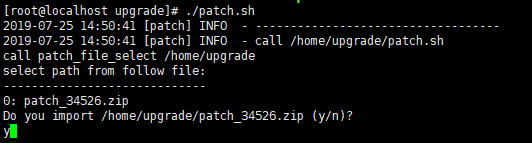 [root@localhost upgrade]# ./patch.sh
2019-07-25 14:50:41 [patch] INFO  - -----------------------------------
2019-07-25 14:50:41 [patch] INFO  - call /home/upgrade/patch.sh
call patch_file_select /home/upgrade
select path from follow file:
-----------------------------
0: patch_34526.zip
Do you import /home/upgrade/patch_34526.zip (y/n)?
y